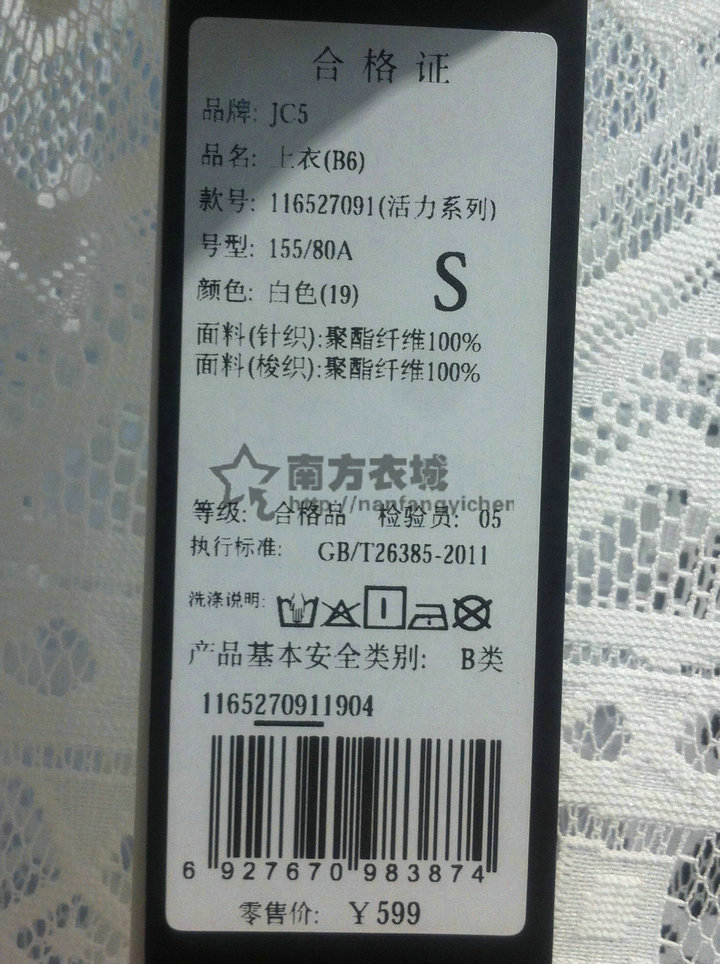 合格证
品牌: JC5
品名: 上衣(B6)
款号: 116527091(活力系列)
号型: 155/80A
S
颜色: 白色(19)
面料(针织):聚酯纤维100%
面料(梭织):聚酯纤维100%
南方衣城
http://nanfangyichen
等级: 合格品 检验员: 05
执行标准: GB/T26385-2011
洗涤说明:
产品基本安全类别: B类
1165270911904
6 927670 983874
零售价: ￥599